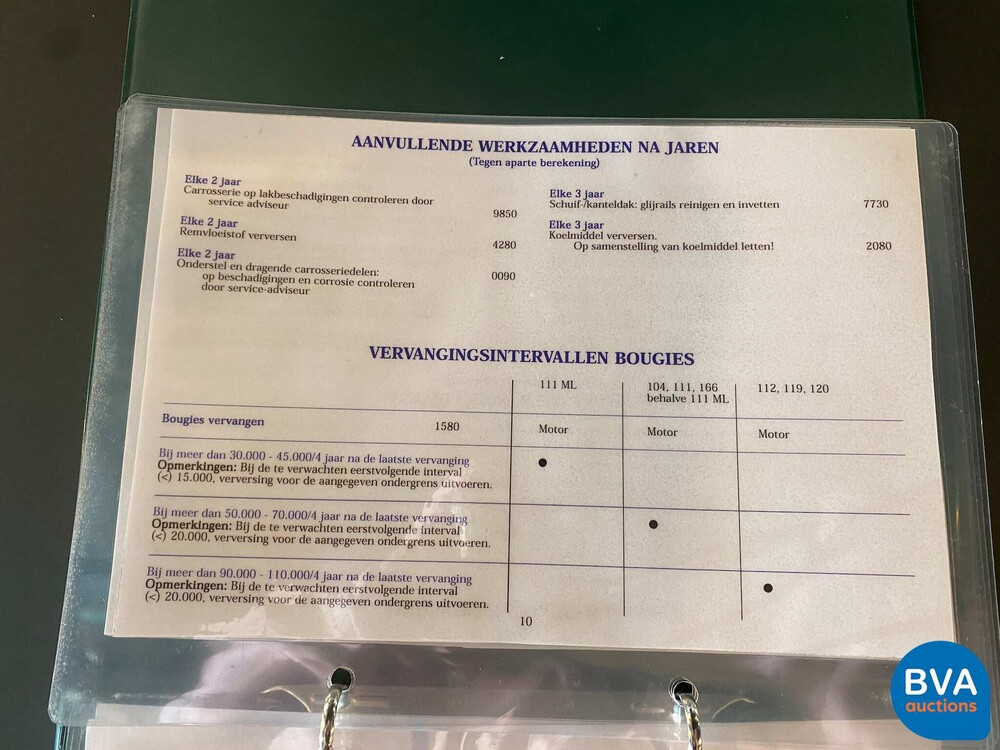 AANVULLENDE WERKZAAMHEDEN NA JAREN
(Tegen aparte berekening)
Elke 2 jaar
Carrosserie op lakbeschadigingen controleren door
service adviseur 9850
Elke 2 jaar
Remvloeistof verversen 4280
Elke 2 jaar
Onderstel en dragende carrosseriedelen: 0090
op beschadigingen en corrosie controleren
door service-adviseur
Elke 3 jaar
Schuif-/kanteldak: glijrails reinigen en invetten 7730
Elke 3 jaar
Koelmiddel verversen.
Op samenstelling van koelmiddel letten! 2080
VERVANGINGSINTERVALLEN BOUGIES
111 ML 104, 111, 166 112, 119, 120
behalve 111 ML
Bougies vervangen 1580 Motor Motor Motor
Bij meer dan 30.000 - 45.000/4 jaar na de laatste vervanging
Opmerkingen: Bij de te verwachten eerstvolgende interval
(<) 15.000, verversing voor de aangegeven ondergrens uitvoeren.
Bij meer dan 50.000 - 70.000/4 jaar na de laatste vervanging
Opmerkingen: Bij de te verwachten eerstvolgende interval
(<) 20.000, verversing voor de aangegeven ondergrens uitvoeren.
Bij meer dan 90.000 - 110.000/4 jaar na de laatste vervanging
Opmerkingen: Bij de te verwachten eerstvolgende interval
(<) 20.000, verversing voor de aangegeven ondergrens uitvoeren.
10
BVA
auctions